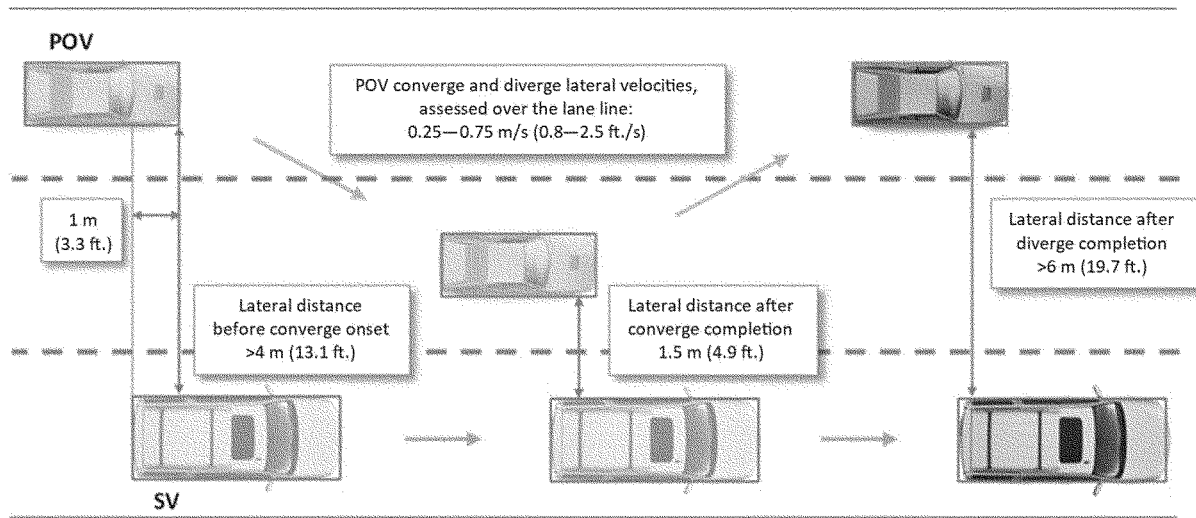 POV
POV converge and diverge lateral velocities,
assessed over the lane line:
0.25—0.75 m/s (0.8—2.5 ft./s)
1 m
(3.3 ft.)
Lateral distance
before converge onset
>4 m (13.1 ft.)
Lateral distance after
converge completion
1.5 m (4.9 ft.)
Lateral distance after
diverge completion
>6 m (19.7 ft.)
SV